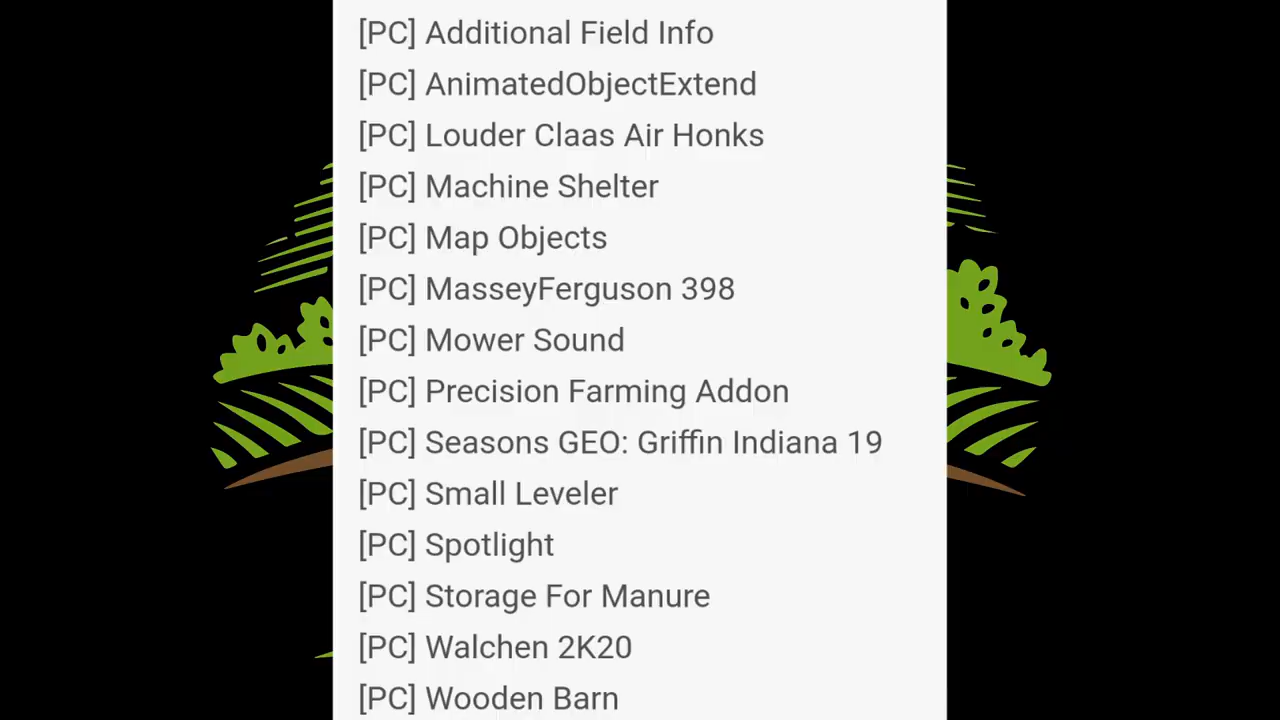 [PC] Additional Field Info
[PC] AnimatedObjectExtend
[PC] Louder Claas Air Honks
[PC] Machine Shelter
[PC] Map Objects
[PC] MasseyFerguson 398
[PC] Mower Sound
[PC] Precision Farming Addon
[PC] Seasons GEO: Griffin Indiana 19
[PC] Small Leveler
[PC] Spotlight
[PC] Storage For Manure
[PC] Walchen 2K20
[PC] Wooden Barn